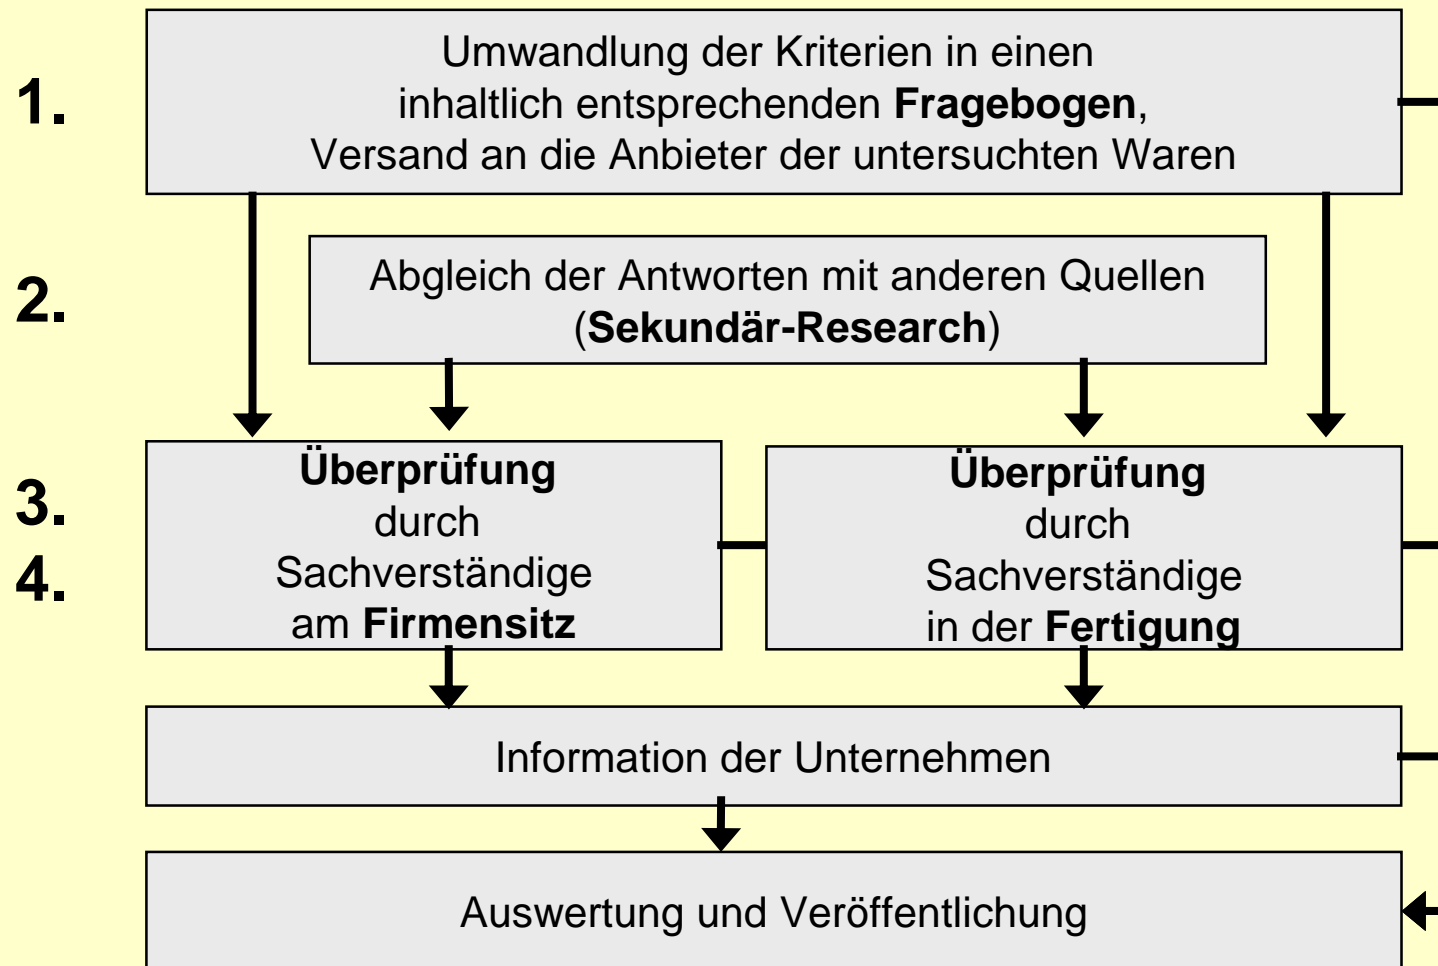 1.
Umwandlung der Kriterien in einen
inhaltlich entsprechenden Fragebogen,
Versand an die Anbieter der untersuchten Waren
2.
Abgleich der Antworten mit anderen Quellen
(Sekundär-Research)
3.
4.
Überprüfung
durch
Sachverständige
am Firmensitz
Überprüfung
durch
Sachverständige
in der Fertigung
Information der Unternehmen
Auswertung und Veröffentlichung